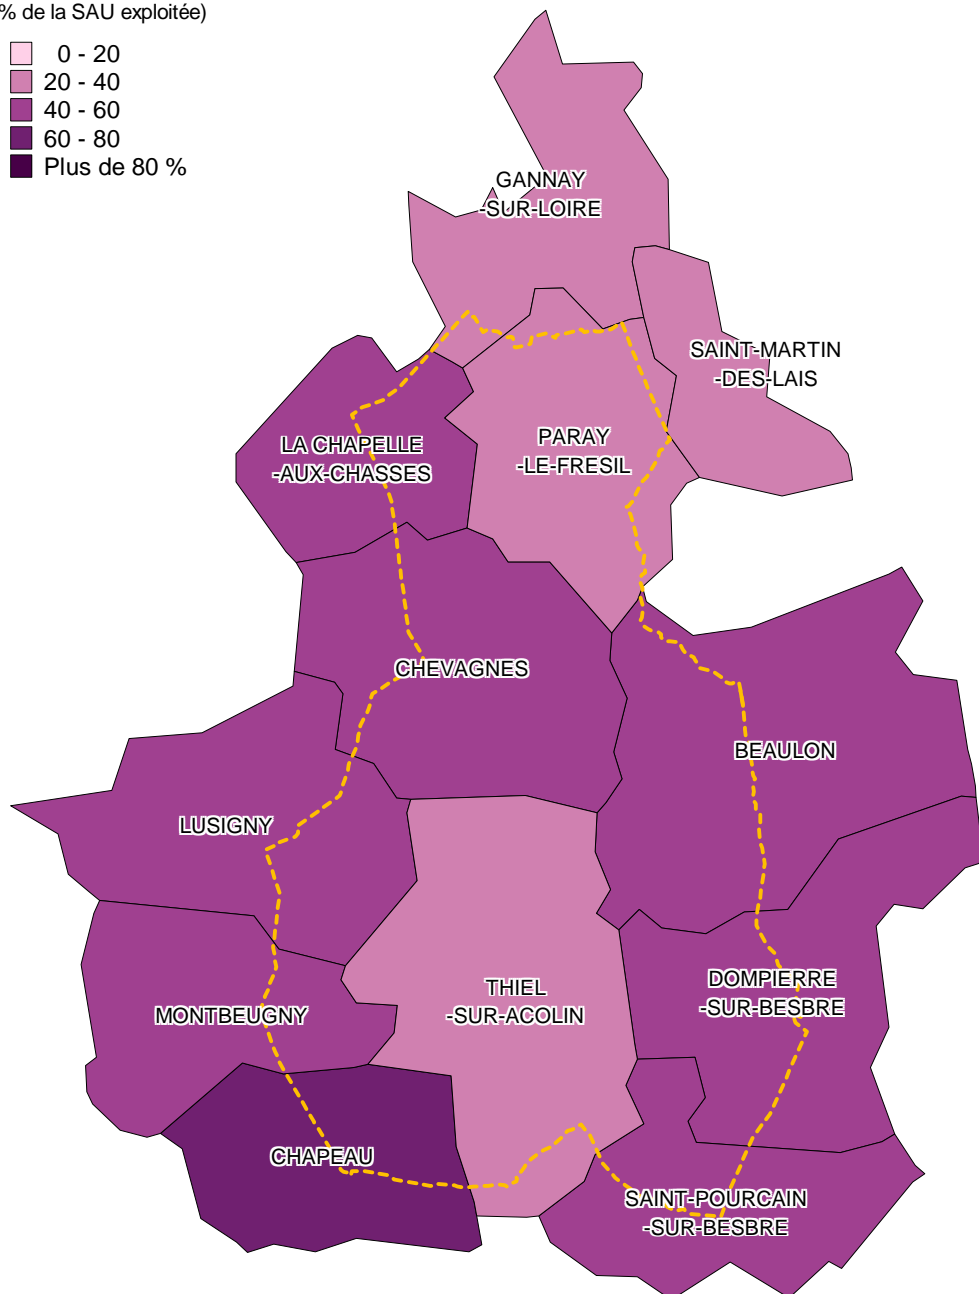 % de la SAU exploitée)
0 - 20
20 - 40
40 - 60
60 - 80
Plus de 80 %
GANNAY
-SUR-LOIRE
SAINT-MARTIN
-DES-LAIS
PARAY
-LE-FRESIL
LA CHAPELLE
-AUX-CHASSES
CHEVAGNES
BEAULON
LUSIGNY
DOMPIERRE
-SUR-BESBRE
THIEL
-SUR-ACOLIN
MONTBEUGNY
CHAPEAU
SAINT-POURCAIN
-SUR-BESBRE